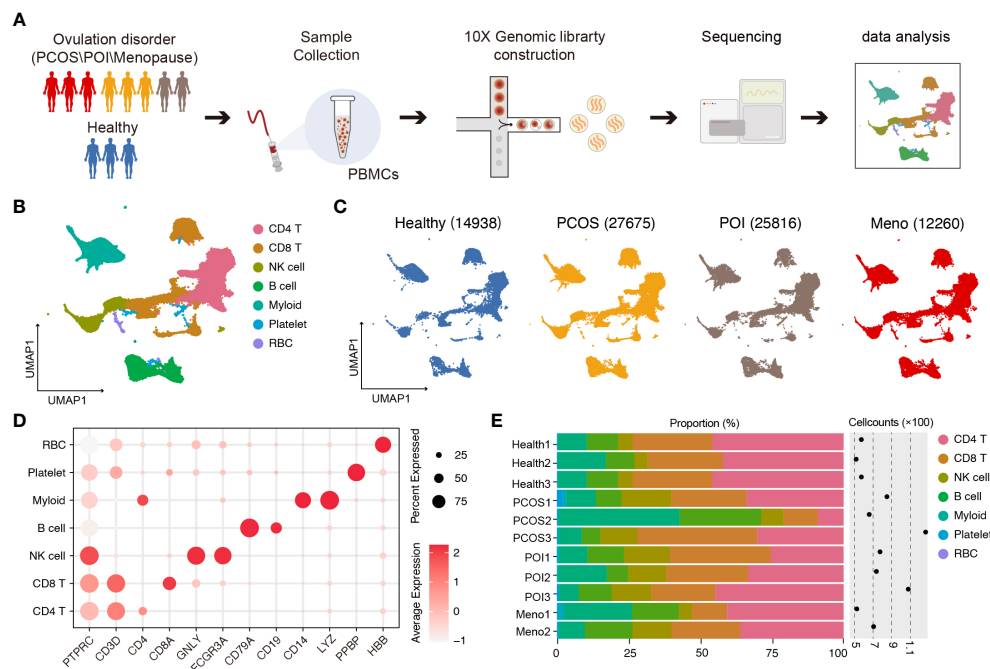 A
Ovulation disorder
(PCOS\POI\Menopause)
Healthy
Sample
Collection
PBMCs
10X Genomic librarty
construction
Sequencing
data analysis
B
CD4 T
CD8 T
NK cell
B cell
Myloid
Platelet
RBC
UMAP1
UMAP1
C
Healthy (14938)
PCOS (27675)
POI (25816)
Meno (12260)
UMAP1
UMAP1
D
RBC
Platelet
Myloid
B cell
NK cell
CD8 T
CD4 T
PTPRC
CD3D
CD4
CD8A
GNLY
FCGR3A
CD79A
CD19
CD14
LYZ
PPBP
HBB
Percent Expressed
25
50
75
Average Expressed
2
1
0
−1
E
Proportion (%)
Cellcounts (×100)
Health1
Health2
Health3
PCOS1
PCOS2
PCOS3
POI1
POI2
POI3
Meno1
Meno2
0
25
50
75
100
5
7
9
1.1
CD4 T
CD8 T
NK cell
B cell
Myloid
Platelet
RBC